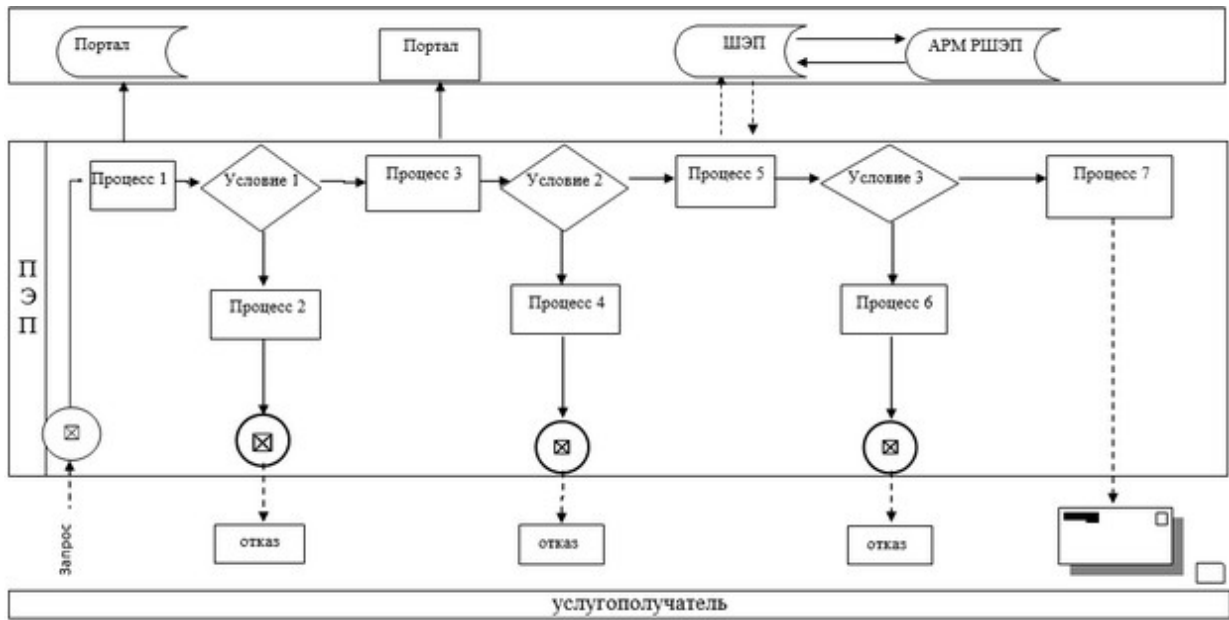 Портал
Портал
ШЭП
АРМ РШЭП
Процесс 1
Условие 1
Процесс 3
Условие 2
Процесс 5
Условие 3
Процесс 7
ПЭП
Процесс 2
Процесс 4
Процесс 6
Запрос
отказ
отказ
отказ
услугополучатель